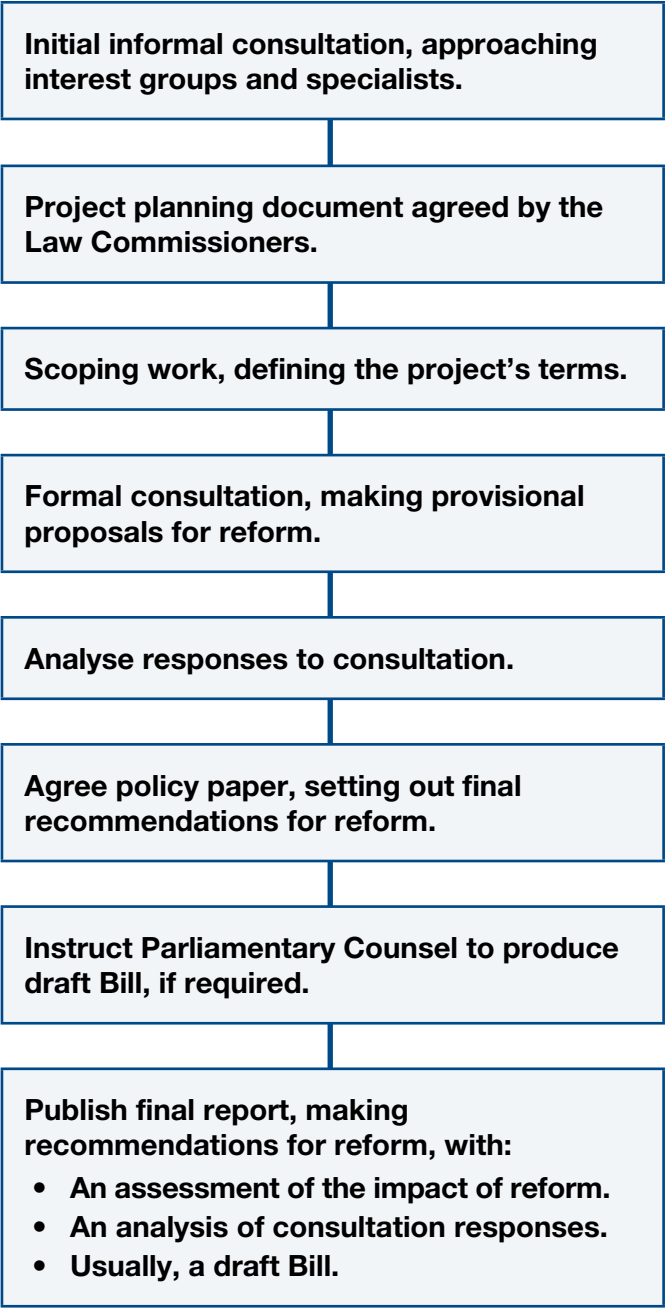 Initial informal consultation, approaching
interest groups and specialists.
Project planning document agreed by the
Law Commissioners.
Scoping work, defining the project’s terms.
Formal consultation, making provisional
proposals for reform.
Analyse responses to consultation.
Agree policy paper, setting out final
recommendations for reform.
Instruct Parliamentary Counsel to produce
draft Bill, if required.
Publish final report, making
recommendations for reform, with:
• An assessment of the impact of reform.
• An analysis of consultation responses.
• Usually, a draft Bill.